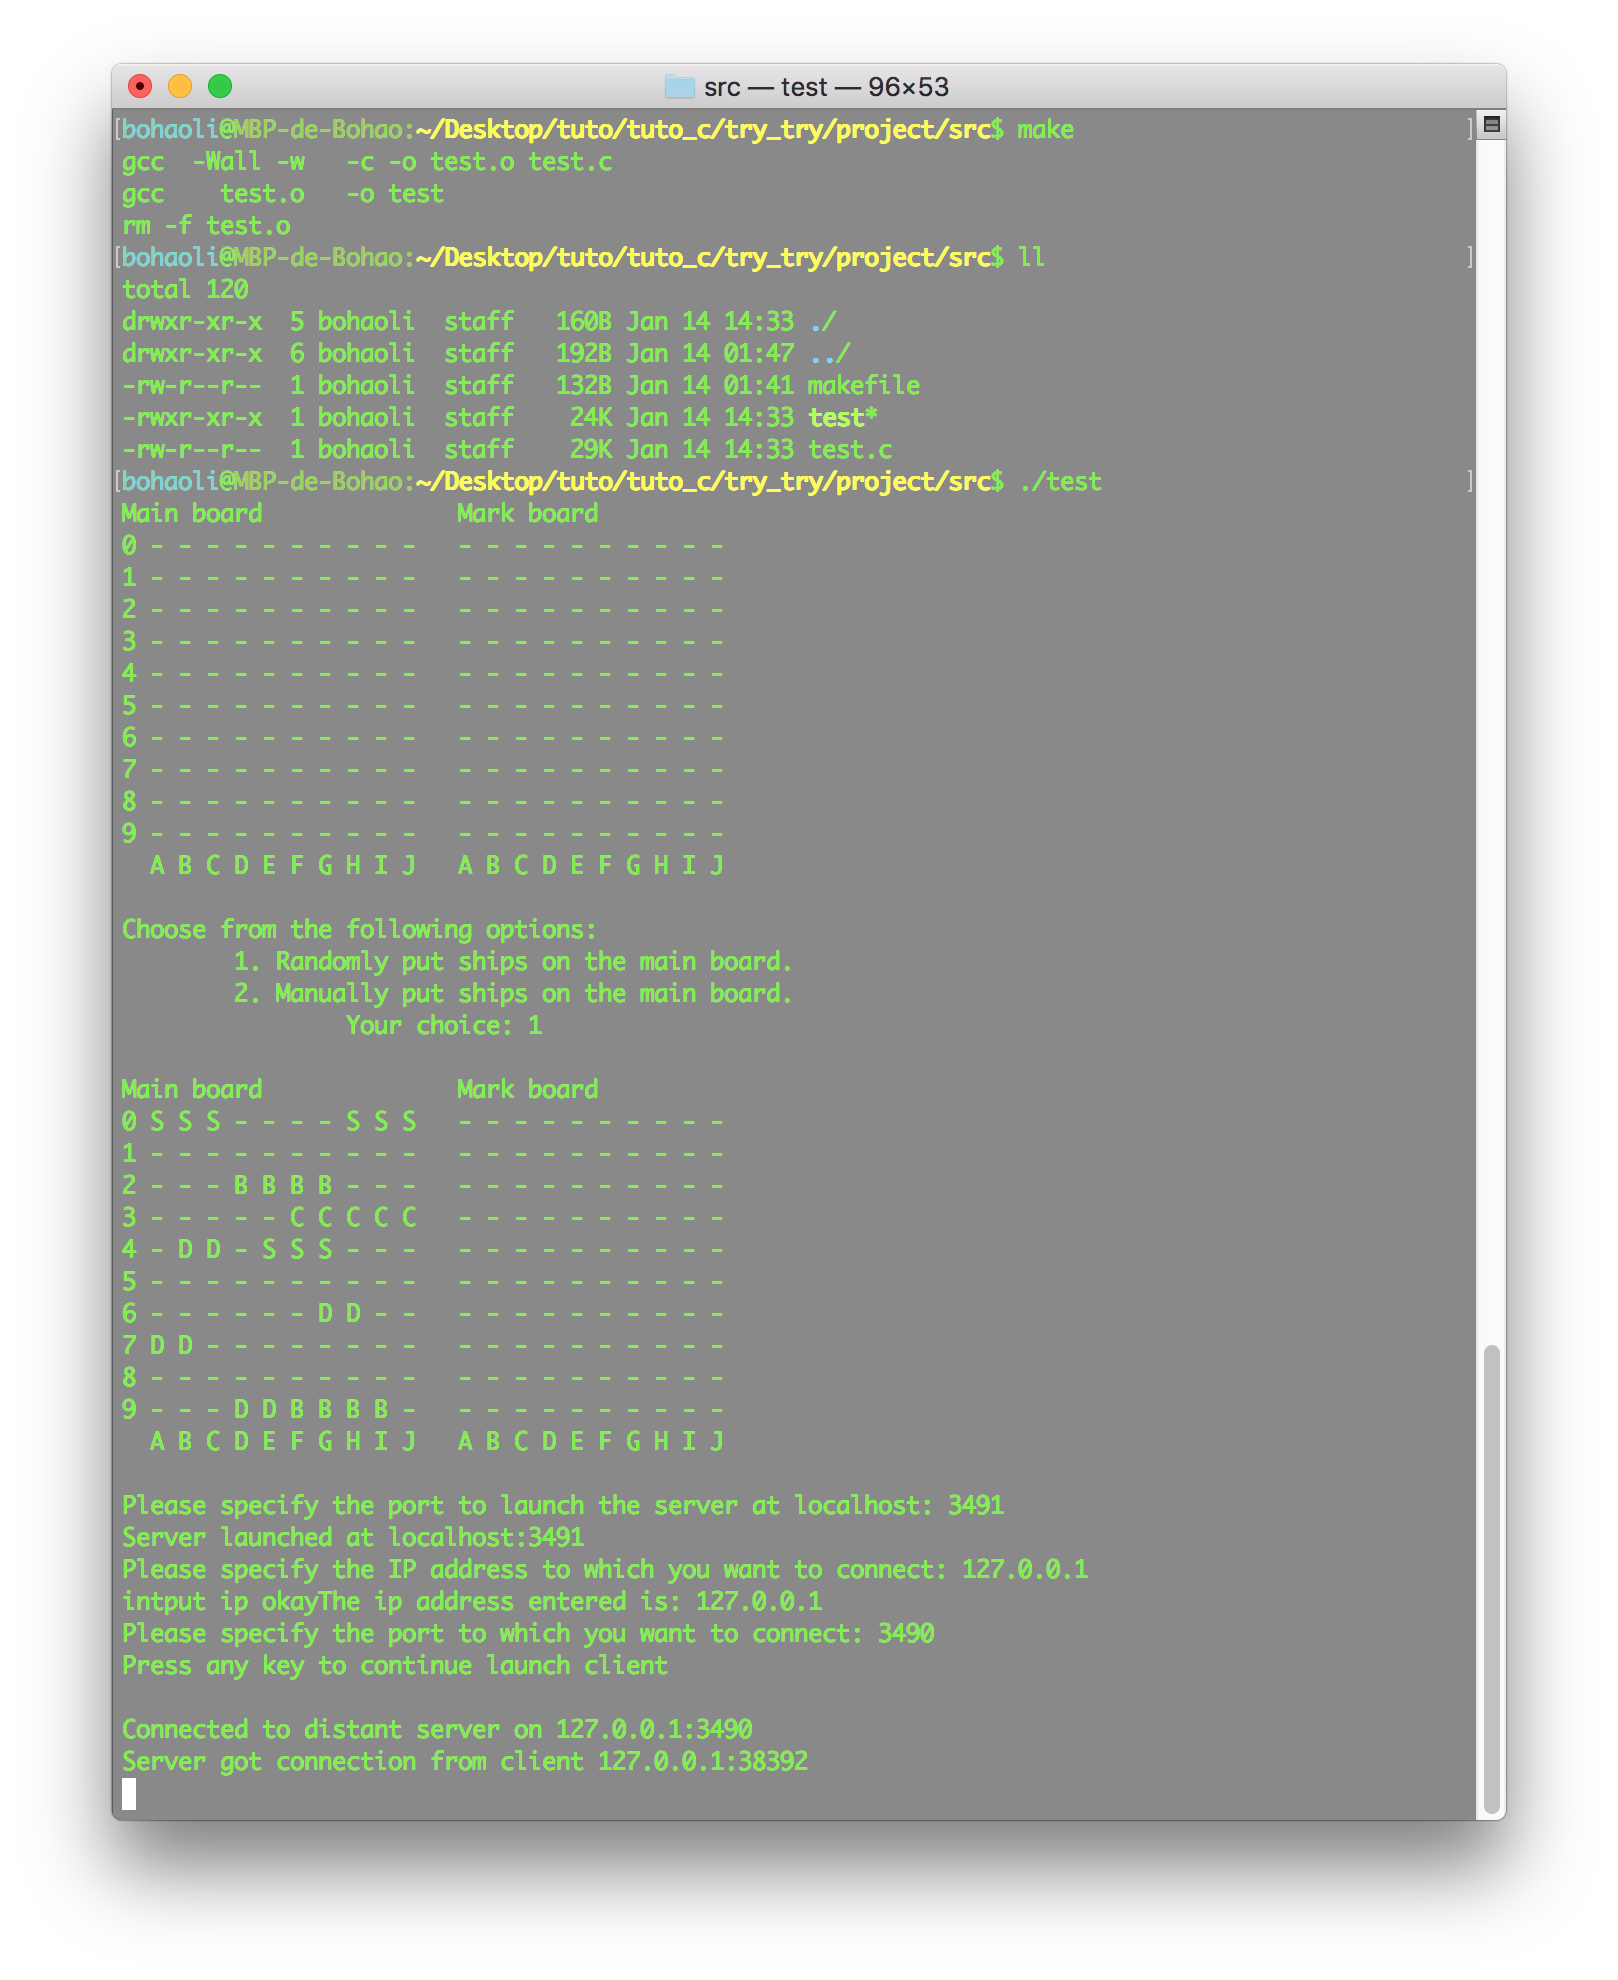 src — test — 96×53
[bohaoli@MBP-de-Bohao:~/Desktop/tuto/tuto_c/try_try/project/src$ make ]
gcc  -Wall -w   -c -o test.o test.c
gcc    test.o   -o test
rm -f test.o
[bohaoli@MBP-de-Bohao:~/Desktop/tuto/tuto_c/try_try/project/src$ ll ]
total 120
drwxr-xr-x  5 bohaoli  staff   160B Jan 14 14:33 ./
drwxr-xr-x  6 bohaoli  staff   192B Jan 14 01:47 ../
-rw-r--r--  1 bohaoli  staff   132B Jan 14 01:41 makefile
-rwxr-xr-x  1 bohaoli  staff    24K Jan 14 14:33 test*
-rw-r--r--  1 bohaoli  staff    29K Jan 14 14:33 test.c
[bohaoli@MBP-de-Bohao:~/Desktop/tuto/tuto_c/try_try/project/src$ ./test ]
Main board              Mark board
0 - - - - - - - - - -   - - - - - - - - - -
1 - - - - - - - - - -   - - - - - - - - - -
2 - - - - - - - - - -   - - - - - - - - - -
3 - - - - - - - - - -   - - - - - - - - - -
4 - - - - - - - - - -   - - - - - - - - - -
5 - - - - - - - - - -   - - - - - - - - - -
6 - - - - - - - - - -   - - - - - - - - - -
7 - - - - - - - - - -   - - - - - - - - - -
8 - - - - - - - - - -   - - - - - - - - - -
9 - - - - - - - - - -   - - - - - - - - - -
  A B C D E F G H I J   A B C D E F G H I J
Choose from the following options:
        1. Randomly put ships on the main board.
        2. Manually put ships on the main board.
                Your choice: 1
Main board              Mark board
0 S S S - - - - S S S   - - - - - - - - - -
1 - - - - - - - - - -   - - - - - - - - - -
2 - - - B B B B - - -   - - - - - - - - - -
3 - - - - - C C C C C   - - - - - - - - - -
4 - D D - S S S - - -   - - - - - - - - - -
5 - - - - - - - - - -   - - - - - - - - - -
6 - - - - - - D D - -   - - - - - - - - - -
7 D D - - - - - - - -   - - - - - - - - - -
8 - - - - - - - - - -   - - - - - - - - - -
9 - - - D D B B B B -   - - - - - - - - - -
  A B C D E F G H I J   A B C D E F G H I J
Please specify the port to launch the server at localhost: 3491
Server launched at localhost:3491
Please specify the IP address to which you want to connect: 127.0.0.1
intput ip okayThe ip address entered is: 127.0.0.1
Please specify the port to which you want to connect: 3490
Press any key to continue launch client
Connected to distant server on 127.0.0.1:3490
Server got connection from client 127.0.0.1:38392